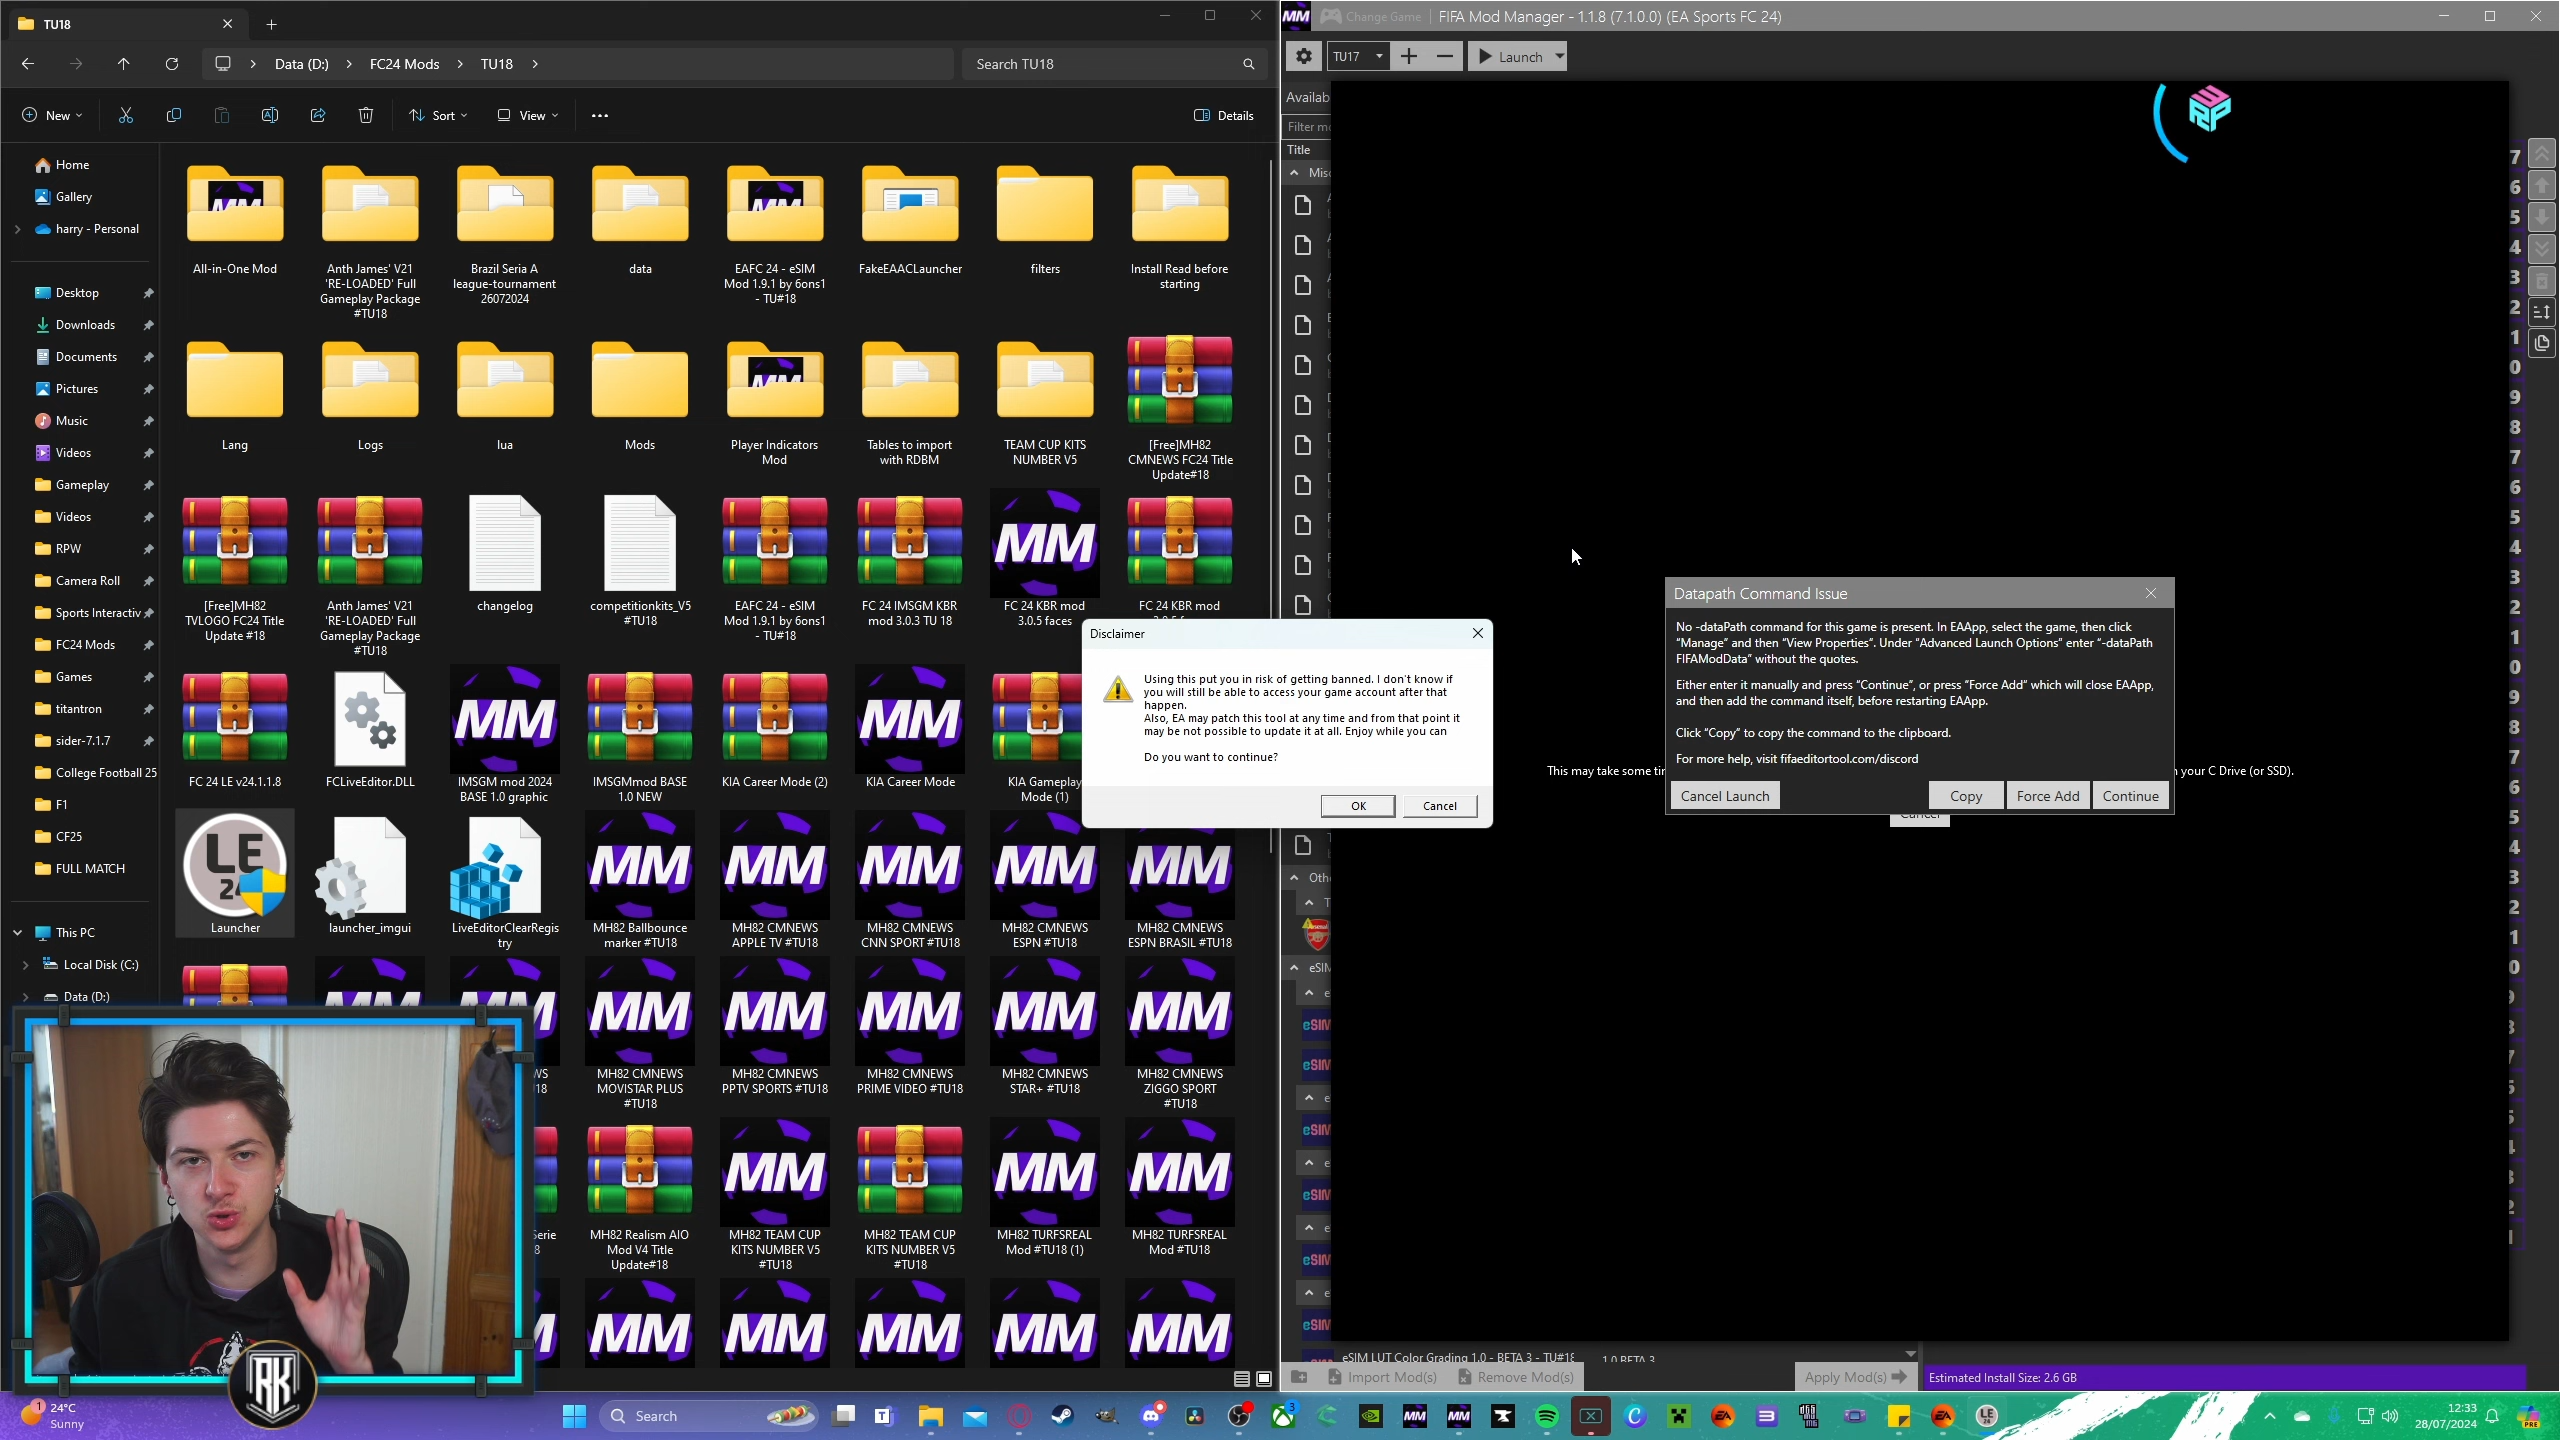 TU18
Data (D:)
FC24 Mods
TU18
Search TU18
New
Sort
View
Details
Home
Gallery
harry - Personal
Desktop
Downloads
Documents
Pictures
Music
Videos
Gameplay
Videos
RPW
Camera Roll
Sports Interactiv
FC24 Mods
Games
titantron
sider-7.1.7
College Football 25
F1
CF25
FULL MATCH
This PC
Local Disk (C:)
Data (D:)
All-in-One Mod
Anth James' V21
'RE-LOADED' Full
Gameplay Package
#TU18
Brazil Seria A
league-tournament
26072024
data
EAFC 24 - eSIM
Mod 1.9.1 by 6ons1
- TU#18
FakeEAACLauncher
filters
Install Read before
starting
Lang
Logs
lua
Mods
Player Indicators
Mod
Tables to import
with RDBM
TEAM CUP KITS
NUMBER V5
[Free]MH82
CMNEWS FC24 Title
Update#18
[Free]MH82
TVLOGO FC24 Title
Update #18
Anth James' V21
'RE-LOADED' Full
Gameplay Package
#TU18
changelog
competitionkits_V5
#TU18
EAFC 24 - eSIM
Mod 1.9.1 by 6ons1
- TU#18
FC 24 IMSGM KBR
mod 3.0.3 TU 18
MM
FC 24 KBR mod
3.0.5 faces
FC 24 KBR mod
FC 24 LE v24.1.1.8
FCLiveEditor.DLL
MM
IMSGM mod 2024
BASE 1.0 graphic
IMSGMmod BASE
1.0 NEW
KIA Career Mode (2)
MM
KIA Career Mode
KIA Gameplay
Mode (1)
LE
Launcher
launcher_imgui
LiveEditorClearRegis
try
MH82 Ballbounce
marker #TU18
MH82 CMNEWS
APPLE TV #TU18
MH82 CMNEWS
CNN SPORT #TU18
MH82 CMNEWS
ESPN #TU18
MH82 CMNEWS
ESPN BRASIL #TU18
MH82 CMNEWS
MOVISTAR PLUS
#TU18
MH82 CMNEWS
PPTV SPORTS #TU18
MH82 CMNEWS
PRIME VIDEO #TU18
MH82 CMNEWS
STAR+ #TU18
MH82 CMNEWS
ZIGGO SPORT
#TU18
MH82 Realism AIO
Mod V4 Title
Update#18
MH82 TEAM CUP
KITS NUMBER V5
#TU18
MH82 TEAM CUP
KITS NUMBER V5
#TU18
MH82 TURFSREAL
Mod #TU18 (1)
MH82 TURFSREAL
Mod #TU18
RK
Disclaimer
Using this put you in risk of getting banned. I don't know if
you will still be able to access your game account after that
happen.
Also, EA may patch this tool at any time and from that point it
may be not possible to update it at all. Enjoy while you can
Do you want to continue?
OK
Cancel
MM
Change Game
FIFA Mod Manager - 1.1.8 (7.1.0.0) (EA Sports FC 24)
TU17
Launch
Availab
Filter
Title
Misc
Datapath Command Issue
No -dataPath command for this game is present. In EAApp, select the game, then click
"Manage" and then "View Properties". Under "Advanced Launch Options" enter "-dataPath
FIFAModData" without the quotes.
Either enter it manually and press "Continue", or press "Force Add" which will close EAApp,
and then add the command itself, before restarting EAApp.
Click "Copy" to copy the command to the clipboard.
For more help, visit fifaeditortool.com/discord
Cancel Launch
Copy
Force Add
Continue
This may take some
your C Drive (or SSD).
Cancel
eSIM LUT Color Grading 1.0 - BETA 3 - TU#18
1.0 BETA 3
Import Mod(s)
Remove Mod(s)
Apply Mod(s)
Estimated Install Size: 2.6 GB
1
24°C
Sunny
Search
12:33
28/07/2024